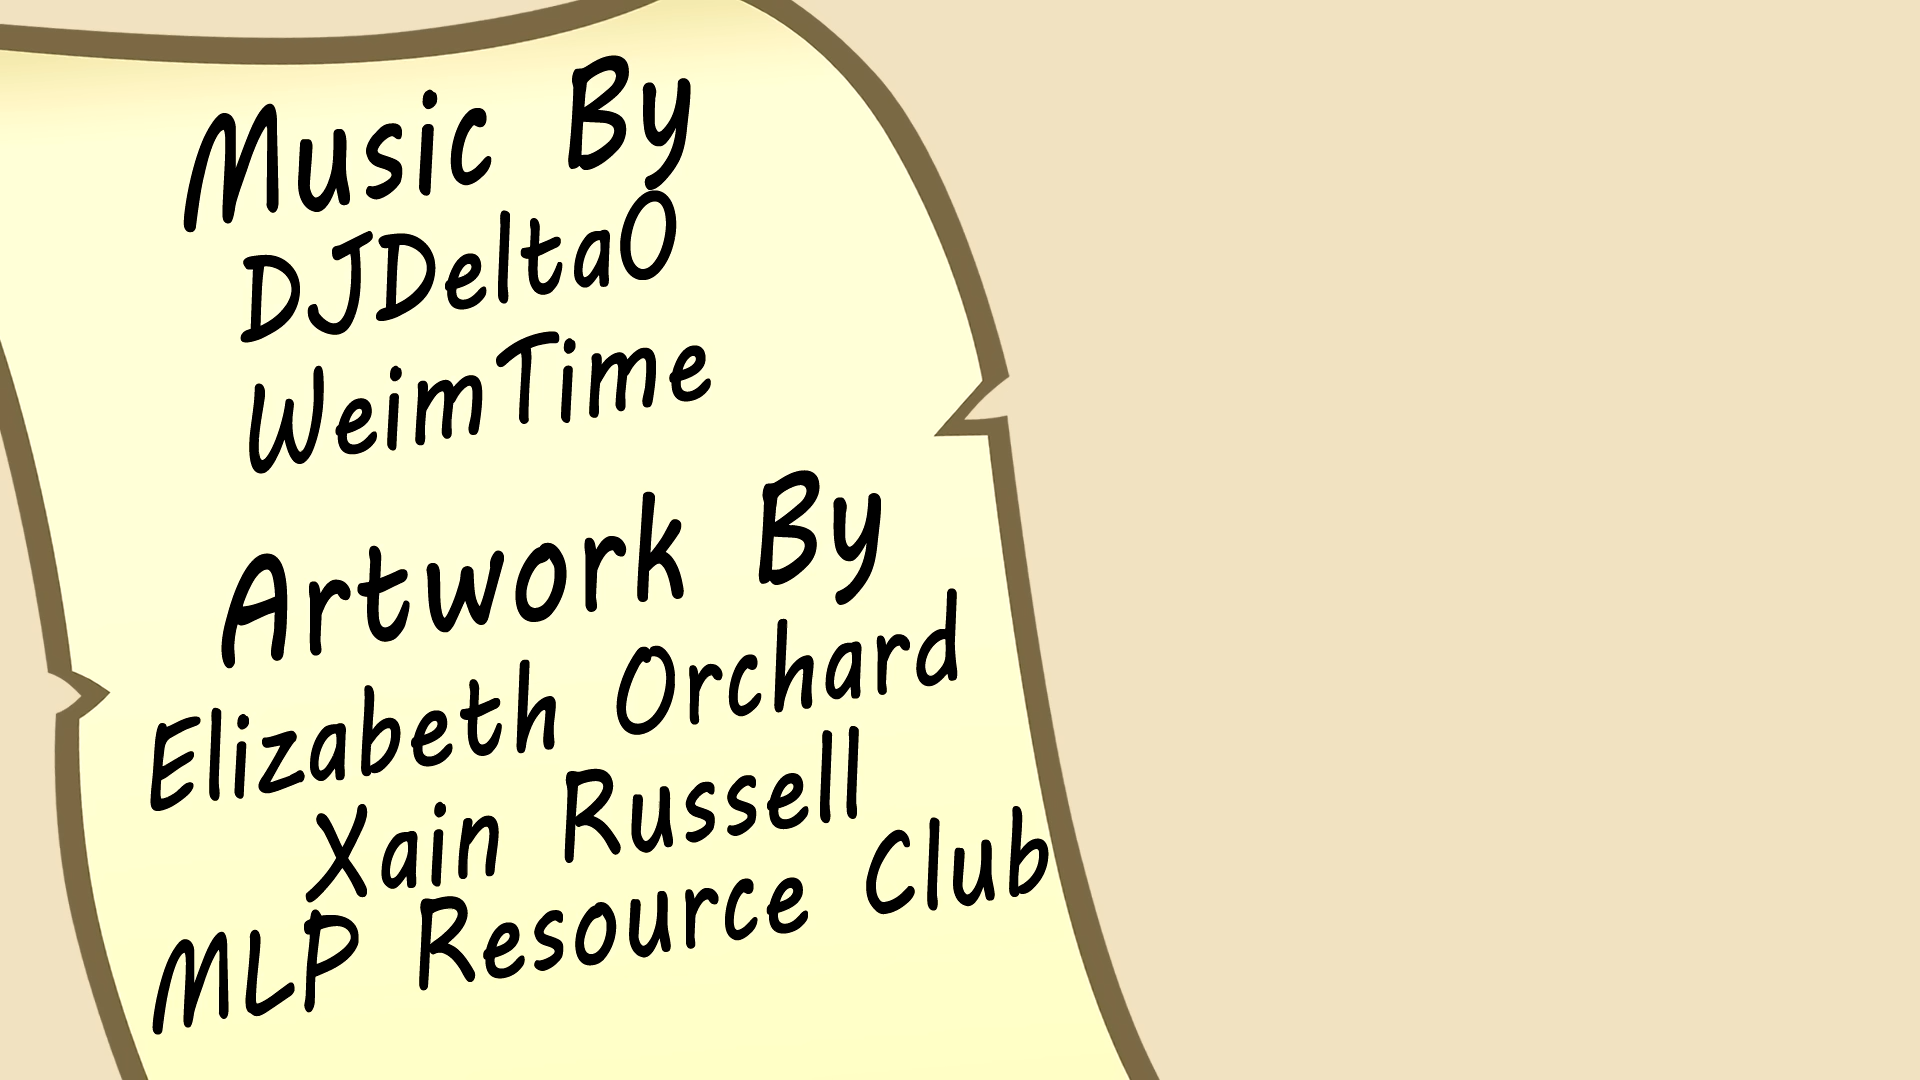 Music By
DJDelta0
WeimTime
Artwork By
Elizabeth Orchard
Xain Russell
MLP Resource Club